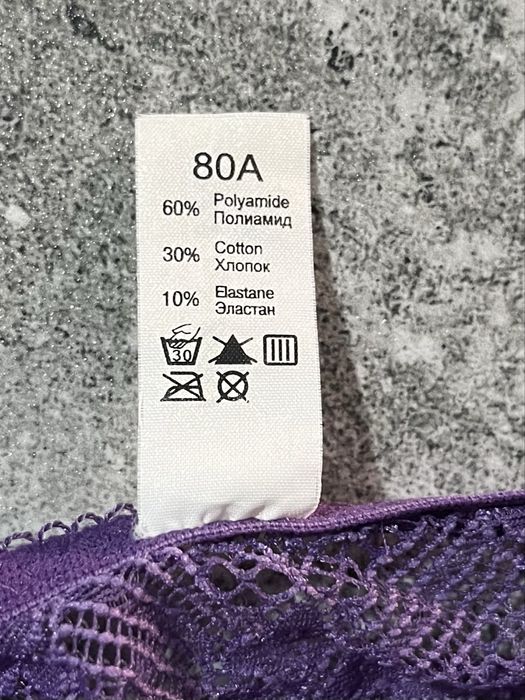 80A
60% Polyamide
Полиамид
30% Cotton
Хлопок
10% Elastane
Эластан
30